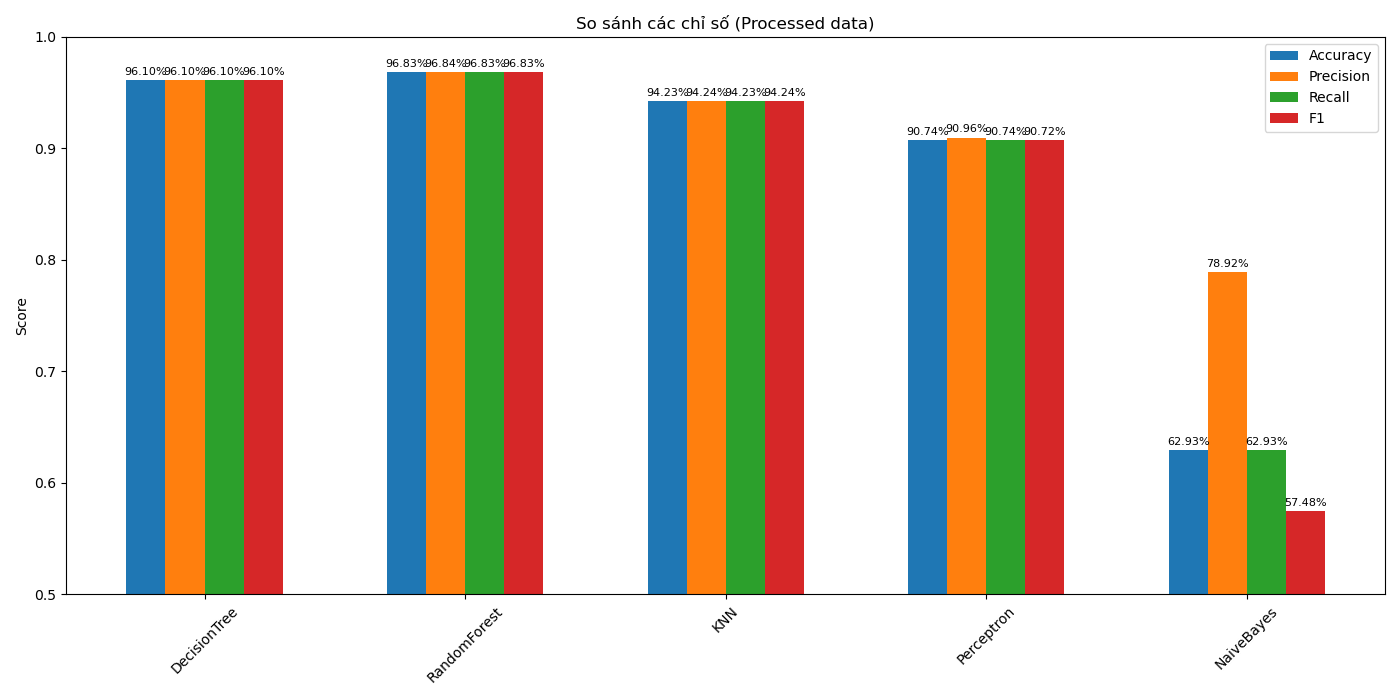 So sánh các chỉ số (Processed data)
Accuracy
Precision
Recall
F1
Score
1.0
0.9
0.8
0.7
0.6
0.5
96.10% 96.10% 96.10% 96.10%
96.83% 96.84% 96.83% 96.83%
94.23% 94.24% 94.23% 94.24%
90.74% 90.96% 90.74% 90.72%
62.93% 78.92% 62.93% 57.48%
DecisionTree
RandomForest
KNN
Perceptron
NaiveBayes